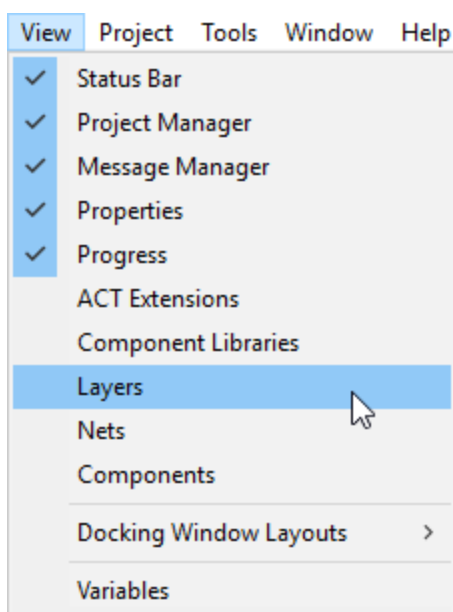 View Project Tools Window Help
Status Bar
Project Manager
Message Manager
Properties
Progress
ACT Extensions
Component Libraries
Layers
Nets
Components
Docking Window Layouts
Variables